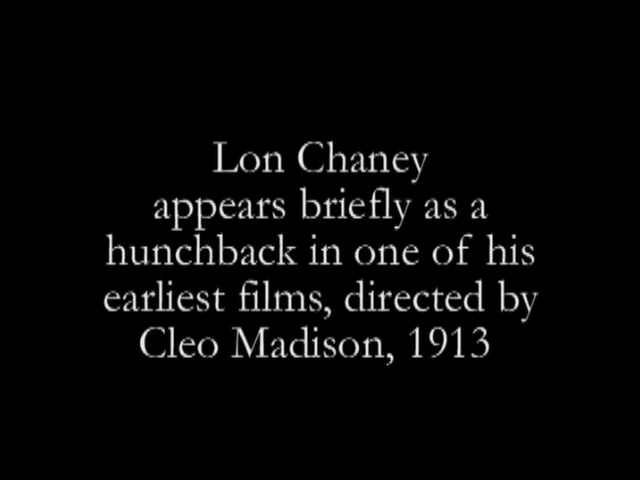 Lon Chaney
appears briefly as a
hunchback in one of his
earliest films, directed by
Cleo Madison, 1913